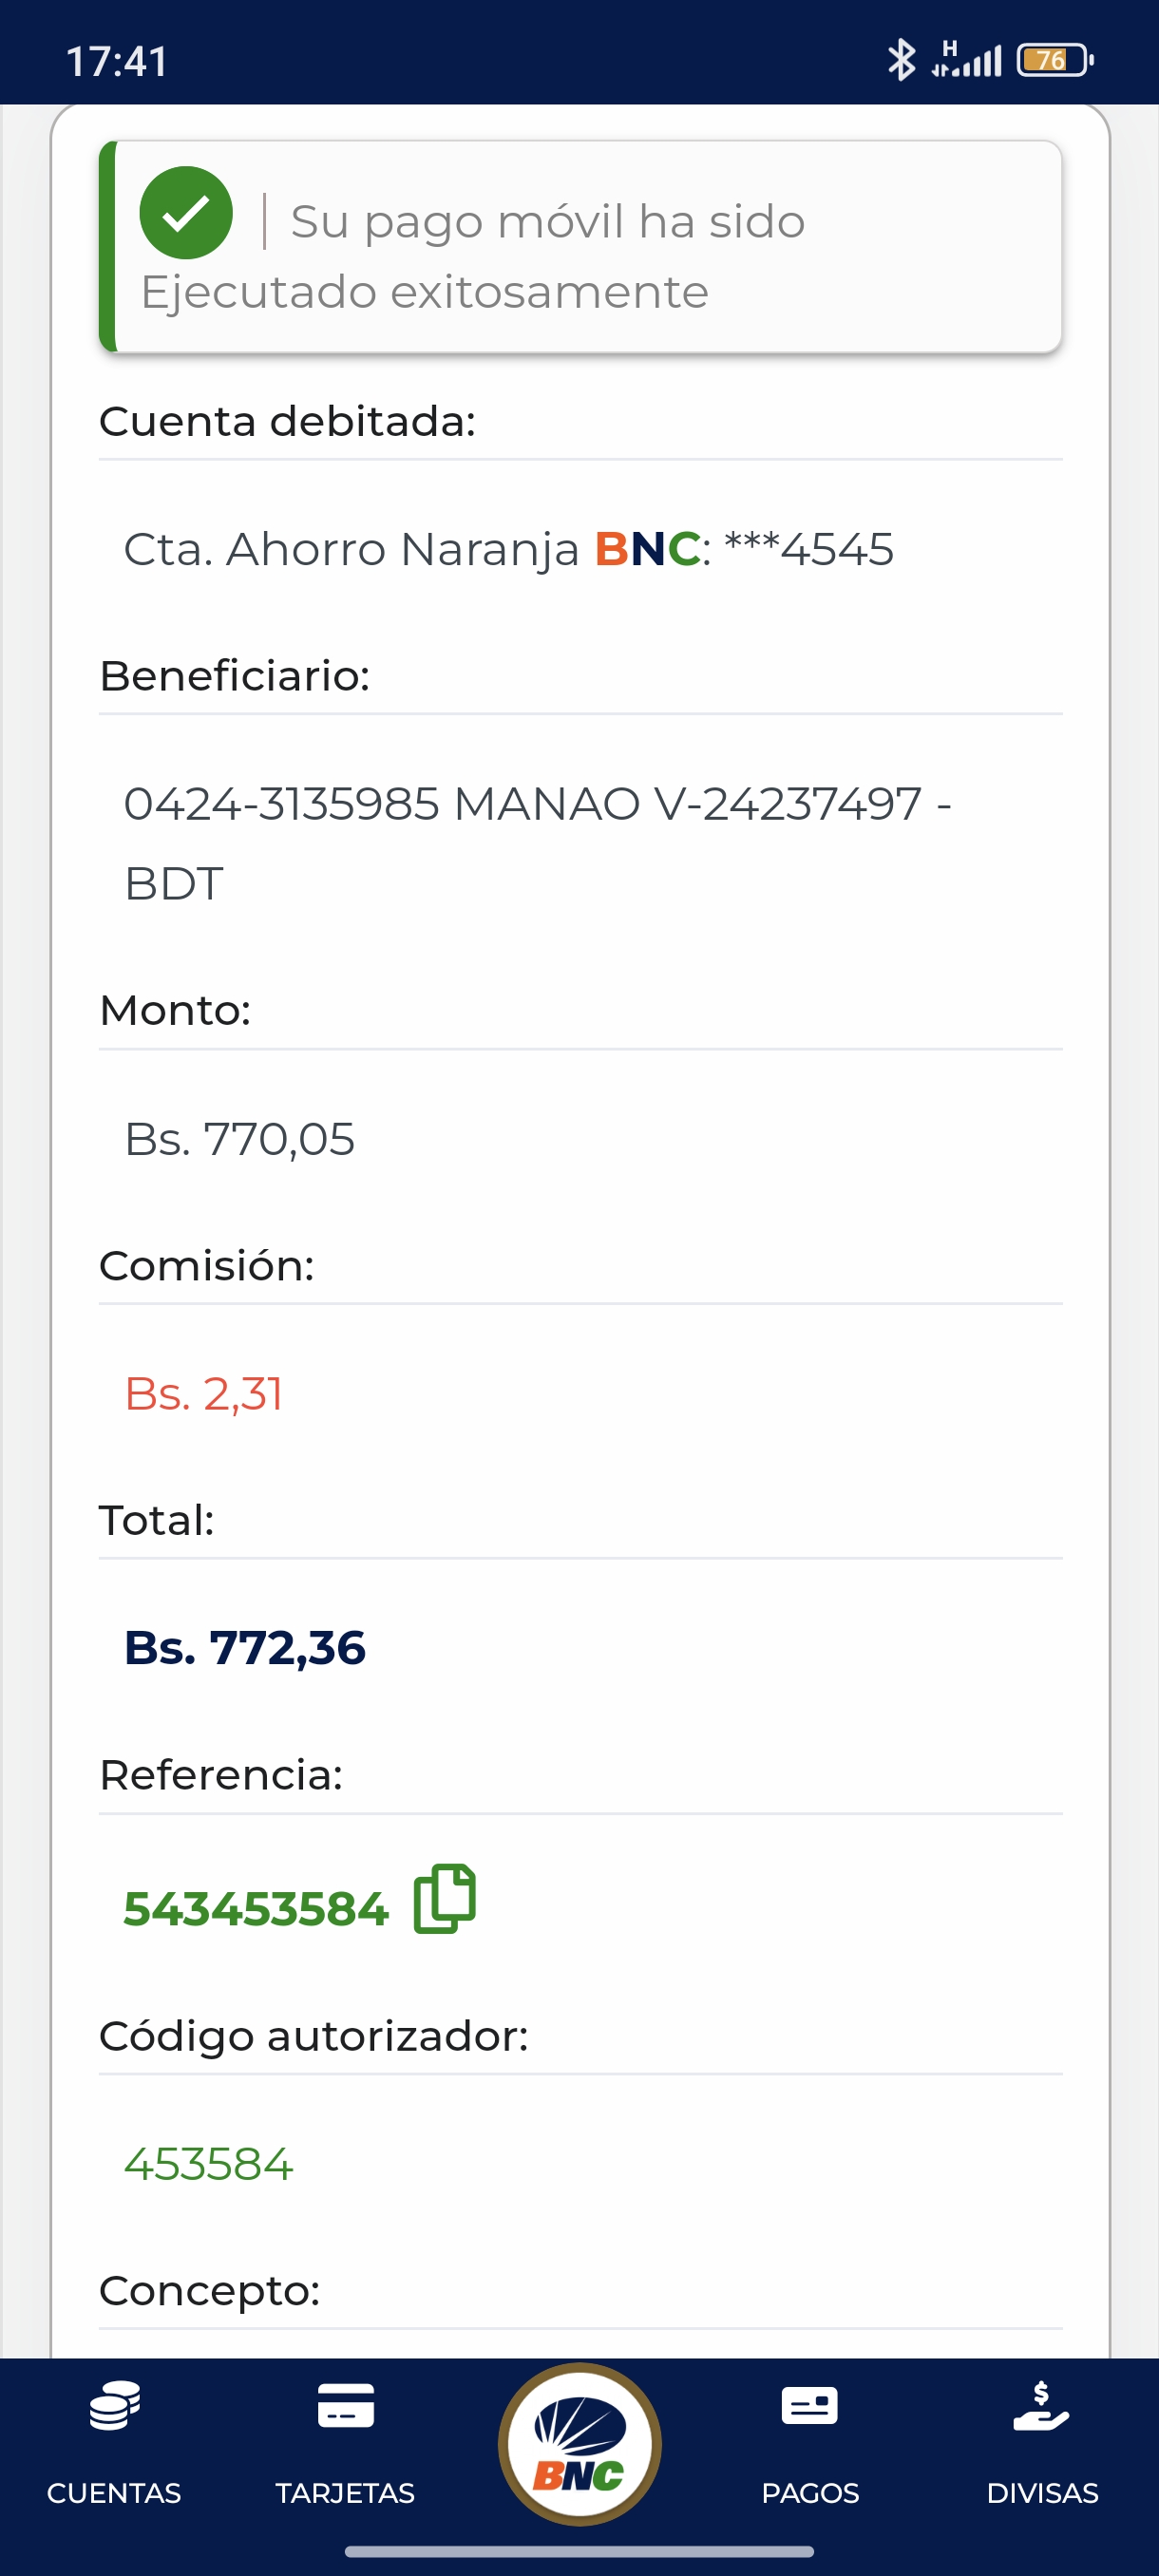 17:41
H
76
Su pago móvil ha sido
Ejecutado exitosamente
Cuenta debitada:
Cta. Ahorro Naranja BNC: ***4545
Beneficiario:
0424-3135985 MANAO V-24237497 -
BDT
Monto:
Bs. 770,05
Comisión:
Bs. 2,31
Total:
Bs. 772,36
Referencia:
543453584
Código autorizador:
453584
Concepto:
CUENTAS
TARJETAS
BNC
PAGOS
$
DIVISAS